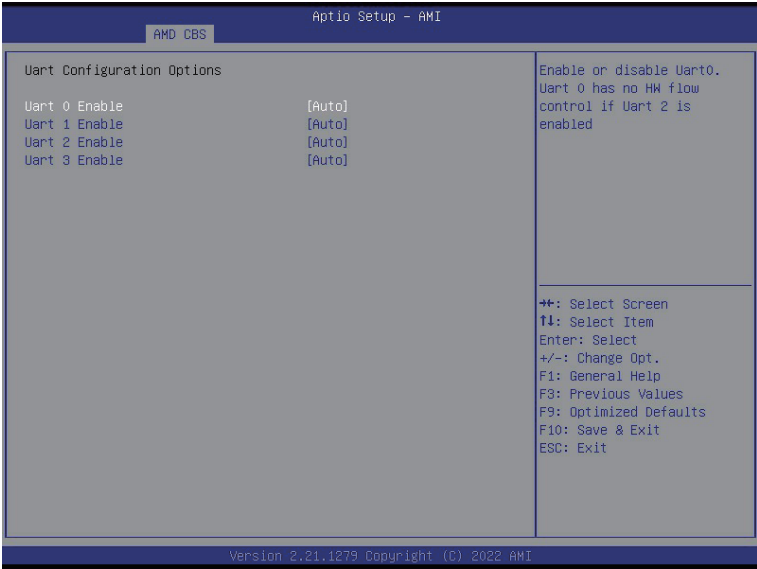 Aptio Setup – AMI
AMD CBS
Uart Configuration Options
Uart 0 Enable [Auto]
Uart 1 Enable [Auto]
Uart 2 Enable [Auto]
Uart 3 Enable [Auto]
Enable or disable Uart0.
Uart 0 has no HW flow
control if Uart 2 is
enabled
→←: Select Screen
↑↓: Select Item
Enter: Select
+/-: Change Opt.
F1: General Help
F3: Previous Values
F9: Optimized Defaults
F10: Save & Exit
ESC: Exit
Version 2.21.1279 Copyright (C) 2022 AMI